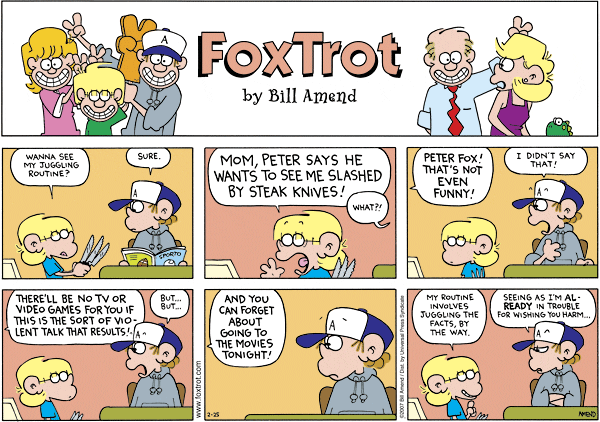 FoxTrot
by Bill Amend
WANNA SEE
MY JUGGLING
ROUTINE?
SURE.
SPORTO
MOM, PETER SAYS HE
WANTS TO SEE ME SLASHED
BY STEAK KNIVES!
WHAT?!
PETER FOX!
THAT'S NOT
EVEN
FUNNY!
I DIDN'T SAY
THAT!
THERE'LL BE NO TV OR
VIDEO GAMES FOR YOU IF
THIS IS THE SORT OF VIO-
LENT TALK THAT RESULTS!
BUT...
BUT...
www.foxtrot.com
AND YOU
CAN FORGET
ABOUT
GOING TO
THE MOVIES
TONIGHT!
2-25
©2007 Bill Amend / Dist. by Universal Press Syndicate
MY ROUTINE
INVOLVES
JUGGLING THE
FACTS, BY
THE WAY.
SEEING AS I'M AL-
READY IN TROUBLE
FOR WISHING YOU HARM...
AMEND